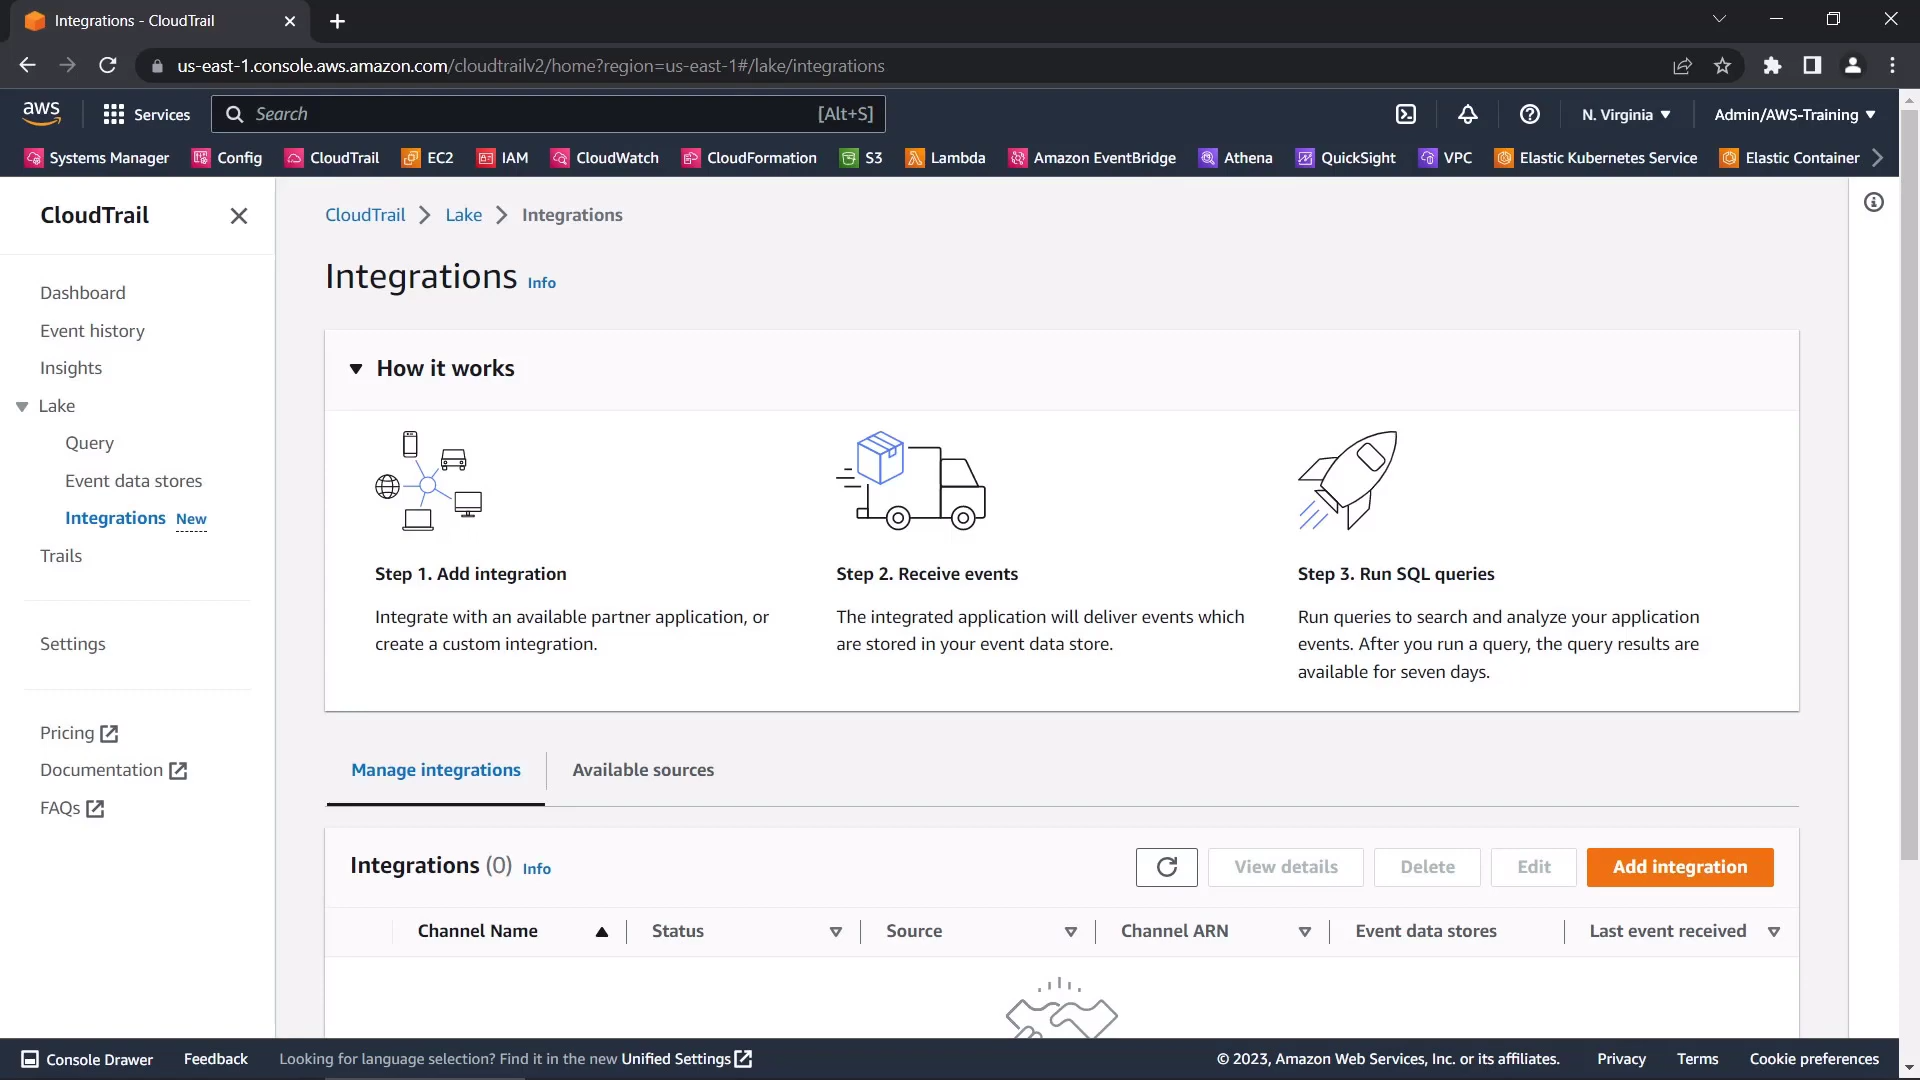 Integrations - CloudTrail
us-east-1.console.aws.amazon.com/cloudtrailv2/home?region=us-east-1#/lake/integrations
aws
Services
Search
[Alt+S]
N. Virginia
Admin/AWS-Training
Systems Manager
Config
CloudTrail
EC2
IAM
CloudWatch
CloudFormation
S3
Lambda
Amazon EventBridge
Athena
QuickSight
VPC
Elastic Kubernetes Service
Elastic Container
CloudTrail
Dashboard
Event history
Insights
Lake
Query
Event data stores
Integrations New
Trails
Settings
Pricing
Documentation
FAQs
CloudTrail
Lake
Integrations
Integrations Info
How it works
Step 1. Add integration
Integrate with an available partner application, or
create a custom integration.
Step 2. Receive events
The integrated application will deliver events which
are stored in your event data store.
Step 3. Run SQL queries
Run queries to search and analyze your application
events. After you run a query, the query results are
available for seven days.
Manage integrations
Available sources
Integrations (0) Info
View details
Delete
Edit
Add integration
Channel Name
Status
Source
Channel ARN
Event data stores
Last event received
Console Drawer
Feedback
Looking for language selection? Find it in the new Unified Settings
© 2023, Amazon Web Services, Inc. or its affiliates.
Privacy
Terms
Cookie preferences